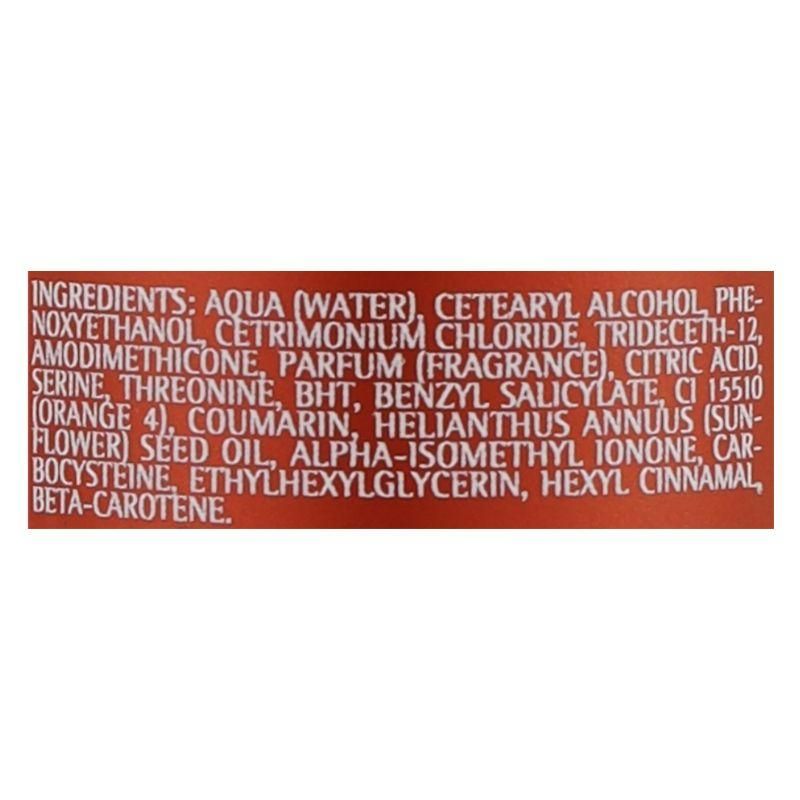 INGREDIENTS: AQUA (WATER), CETEARYL ALCOHOL, PHE-
NOXYETHANOL, CETRIMONIUM CHLORIDE, TRIDECETH-12,
AMODIMETHICONE, PARFUM (FRAGRANCE), CITRIC ACID,
SERINE, THREONINE, BHT, BENZYL SALICYLATE, CI 15510
(ORANGE 4), COUMARIN, HELIANTHUS ANNUUS (SUN-
FLOWER) SEED OIL, ALPHA-ISOMETHYL IONONE, CAR-
BOCYSTEINE, ETHYLHEXYLGLYCERIN, HEXYL CINNAMAL,
BETA-CAROTENE.